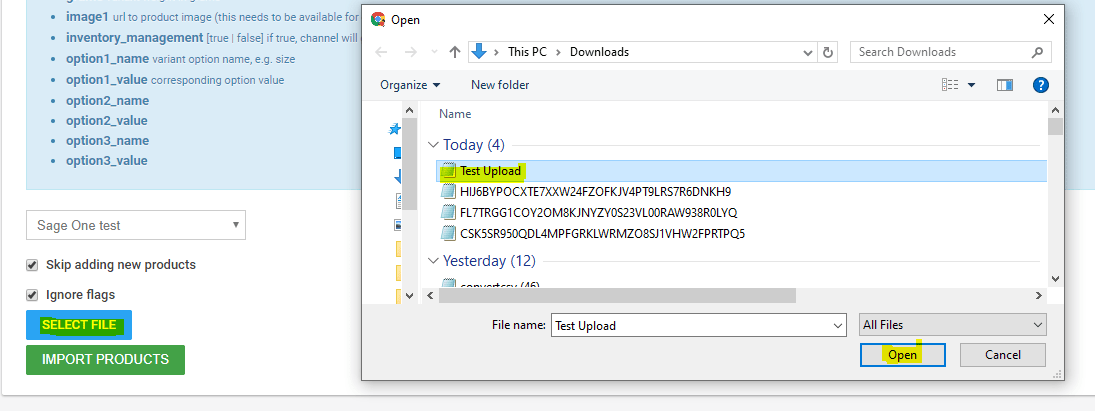 image1 url to product image (this needs to be available for
inventory_management [true | false] if true, channel will
option1_name variant option name, e.g. size
option1_value corresponding option value
option2_name
option2_value
option3_name
option3_value
Sage One test
Skip adding new products
Ignore flags
SELECT FILE
IMPORT PRODUCTS
Open
This PC > Downloads
Search Downloads
Organize
New folder
Name
Today (4)
Test Upload
HIJ6BYPOCXTE7XXW24FZOFKJV4PT9LRS7R6DNKH9
FL7TRGG1COY2OM8KJNYZY0S23VL00RAW938R0LYQ
CSK5SR950QDL4MPFGRKLWRMZO8SJ1VHW2FPRTPQ5
Yesterday (12)
convertcsv (46)
File name: Test Upload
All Files
Open
Cancel